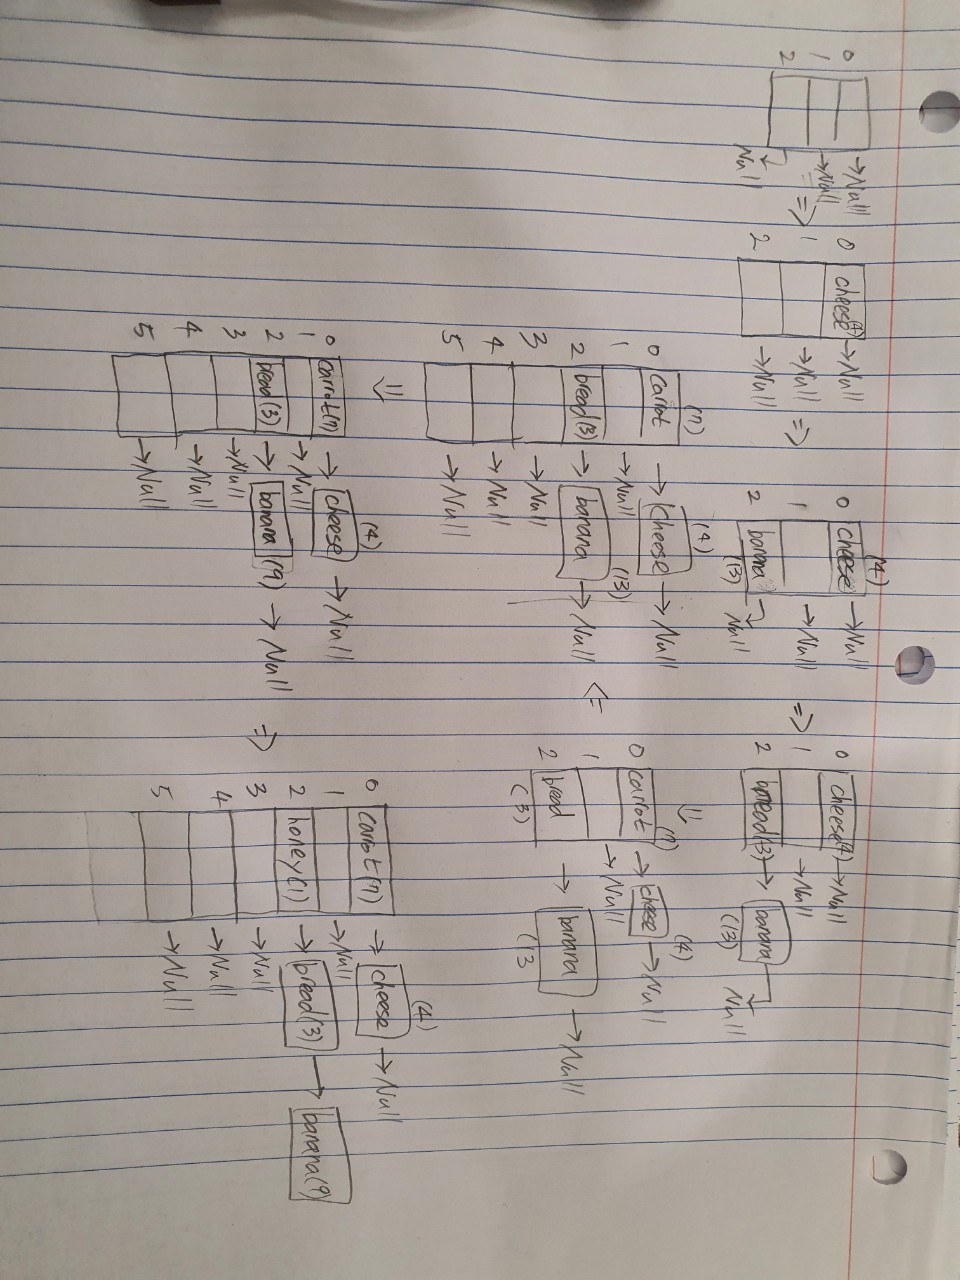 0 →Null
1 →Null
2
Null
⇒
0 cheese(4) →Null
1 →Null
2 →Null
⇒
(4)
0 cheese →Null
1 →Null
2 banana
(13) Null
⇒
0 cheese(4) →Null
1 →Null
2 bread(3) → banana
(13) Null
⇓
(7) (4)
0 carrot → cheese → Null
1 → Null
2 bread → banana → Null
(3) (13
⇐
(7) (4)
0 carrot → cheese → Null
1 → Null (13)
2 bread(3) → banana → Null
3 → Null
4 → Null
5 → Null
⇓
(4)
0 carrot(7) → cheese → Null
1 → Null
2 bread(3) → banana (9) → Null
3 → Null
4 → Null
5 → Null
⇒
(4)
0 carrot(7) → cheese → Null
1 → Null
2 honey(1) → bread(3) → banana(9)
3 → Null
4 → Null
5 → Null